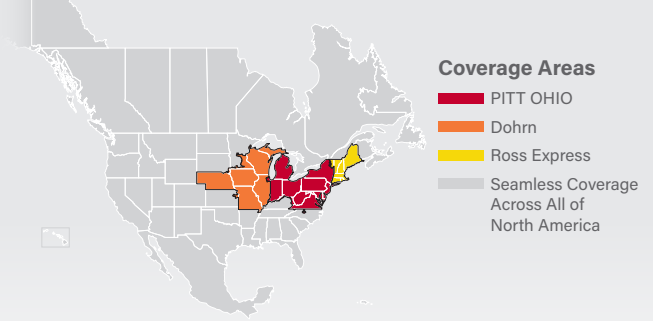 Coverage Areas
PITT OHIO
Dohrn
Ross Express
Seamless Coverage
Across All of
North America